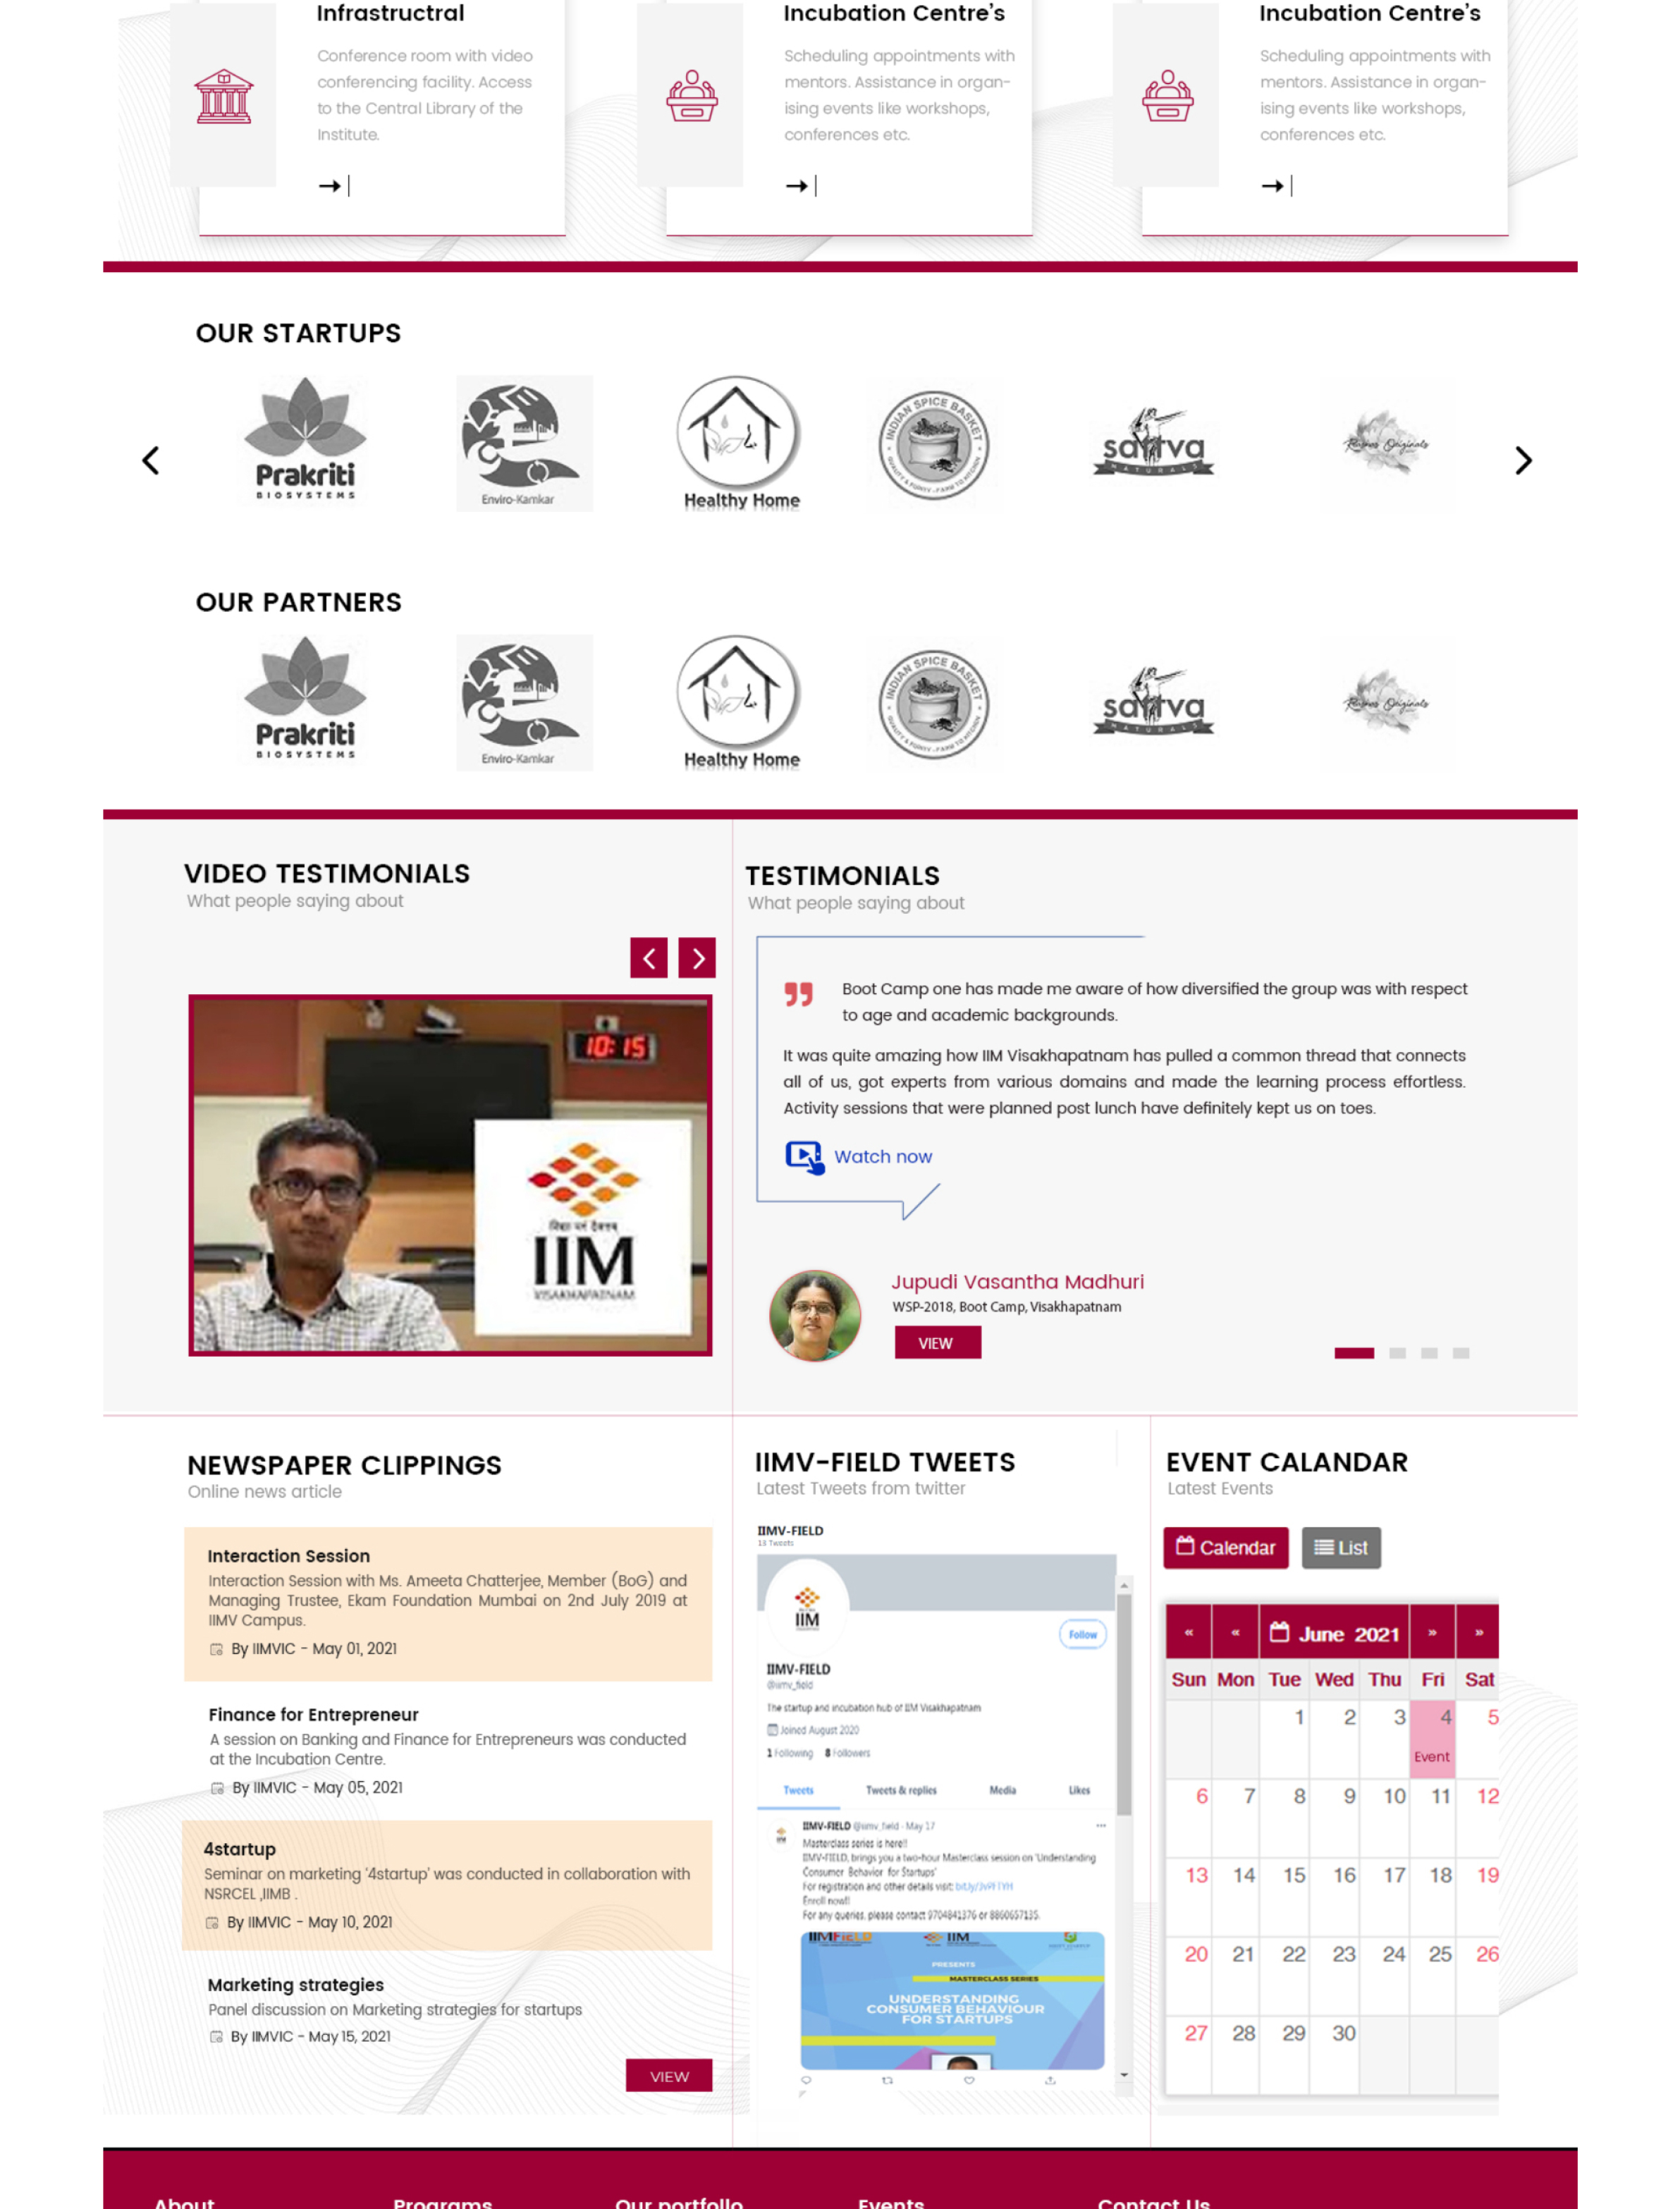 Infrastructral
Conference room with video
conferencing facility. Access
to the Central Library of the
Institute.
Incubation Centre's
Scheduling appointments with
mentors. Assistance in organ-
ising events like workshops,
conferences etc.
Incubation Centre's
Scheduling appointments with
mentors. Assistance in organ-
ising events like workshops,
conferences etc.
OUR STARTUPS
Prakriti
BIOSYSTEMS
Enviro-Kamkar
Healthy Home
INDIAN SPICE BASKET
sattva
NATURALS
Originals
OUR PARTNERS
Prakriti
BIOSYSTEMS
Enviro-Kamkar
Healthy Home
INDIAN SPICE BASKET
sattva
NATURALS
Originals
VIDEO TESTIMONIALS
What people saying about
10:15
IIM
VISAKHAPATNAM
TESTIMONIALS
What people saying about
Boot Camp one has made me aware of how diversified the group was with respect
to age and academic backgrounds.
It was quite amazing how IIM Visakhapatnam has pulled a common thread that connects
all of us, got experts from various domains and made the learning process effortless.
Activity sessions that were planned post lunch have definitely kept us on toes.
Watch now
Jupudi Vasantha Madhuri
WSP-2018, Boot Camp, Visakhapatnam
VIEW
NEWSPAPER CLIPPINGS
Online news article
Interaction Session
Interaction Session with Ms. Ameeta Chatterjee, Member (BoG) and
Managing Trustee, Ekam Foundation Mumbai on 2nd July 2019 at
IIMV Campus.
By IIMVIC - May 01, 2021
Finance for Entrepreneur
A session on Banking and Finance for Entrepreneurs was conducted
at the Incubation Centre.
By IIMVIC - May 05, 2021
4startup
Seminar on marketing '4startup' was conducted in collaboration with
NSRCEL ,IIMB .
By IIMVIC - May 10, 2021
Marketing strategies
Panel discussion on Marketing strategies for startups
By IIMVIC - May 15, 2021
VIEW
IIMV-FIELD TWEETS
Latest Tweets from twitter
IIMV-FIELD
13 Tweets
IIM
Follow
IIMV-FIELD
@iimv_field
The startup and incubation hub of IIM Visakhapatnam
Joined August 2020
1 Following 8 Followers
Tweets Tweets & replies Media Likes
IIMV-FIELD @iimv_field · May 17
Masterclass series is here!!
IIMV-FIELD, brings you a two-hour Masterclass session on 'Understanding
Consumer Behavior for Startups'
For registration and other details visit:
Enroll now!!
For any queries, please contact 9704841376 or 8860657135.
IIMFIELD
IIM
PRESENTS
MASTERCLASS SERIES
UNDERSTANDING
CONSUMER BEHAVIOUR
FOR STARTUPS
EVENT CALANDAR
Latest Events
Calendar
List
« « June 2021 » »
Sun Mon Tue Wed Thu Fri Sat
1 2 3 4 5
Event
6 7 8 9 10 11 12
13 14 15 16 17 18 19
20 21 22 23 24 25 26
27 28 29 30
About Programs Our portfollo Events Contact Us